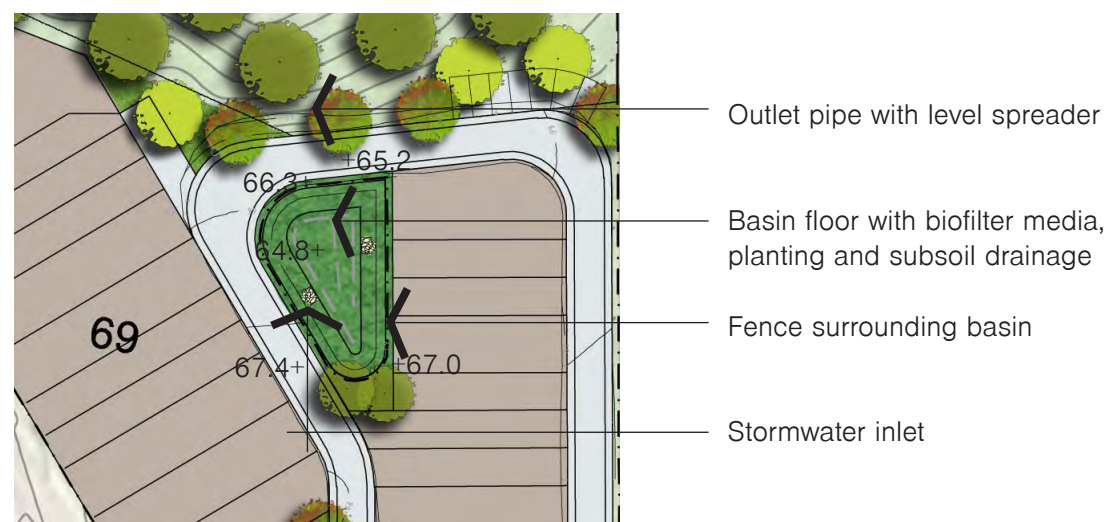 Outlet pipe with level spreader
+65.2
66.3+
Basin floor with biofilter media,
planting and subsoil drainage
64.8+
Fence surrounding basin
69
67.4+
+67.0
Stormwater inlet